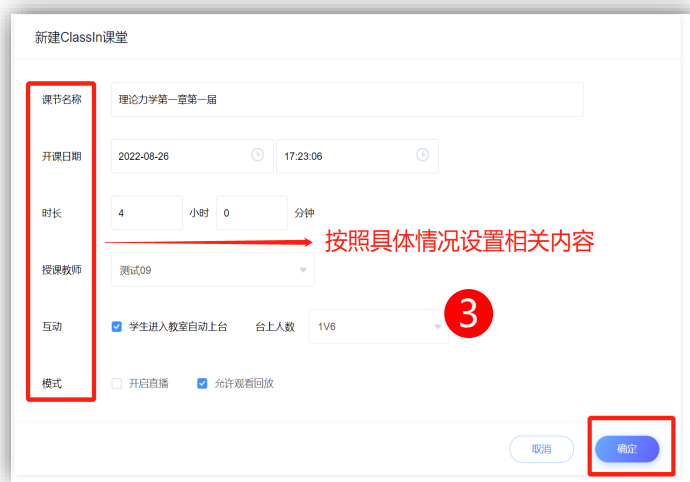 新建ClassIn课堂
课节名称 理论力学第一章第一届
开课日期 2022-08-26 17:23:06
时长 4 小时 0 分钟
按照具体情况设置相关内容
授课教师 测试09
3
互动 学生进入教室自动上台 台上人数 1V6
模式 开启直播 允许观看回放
取消 确定